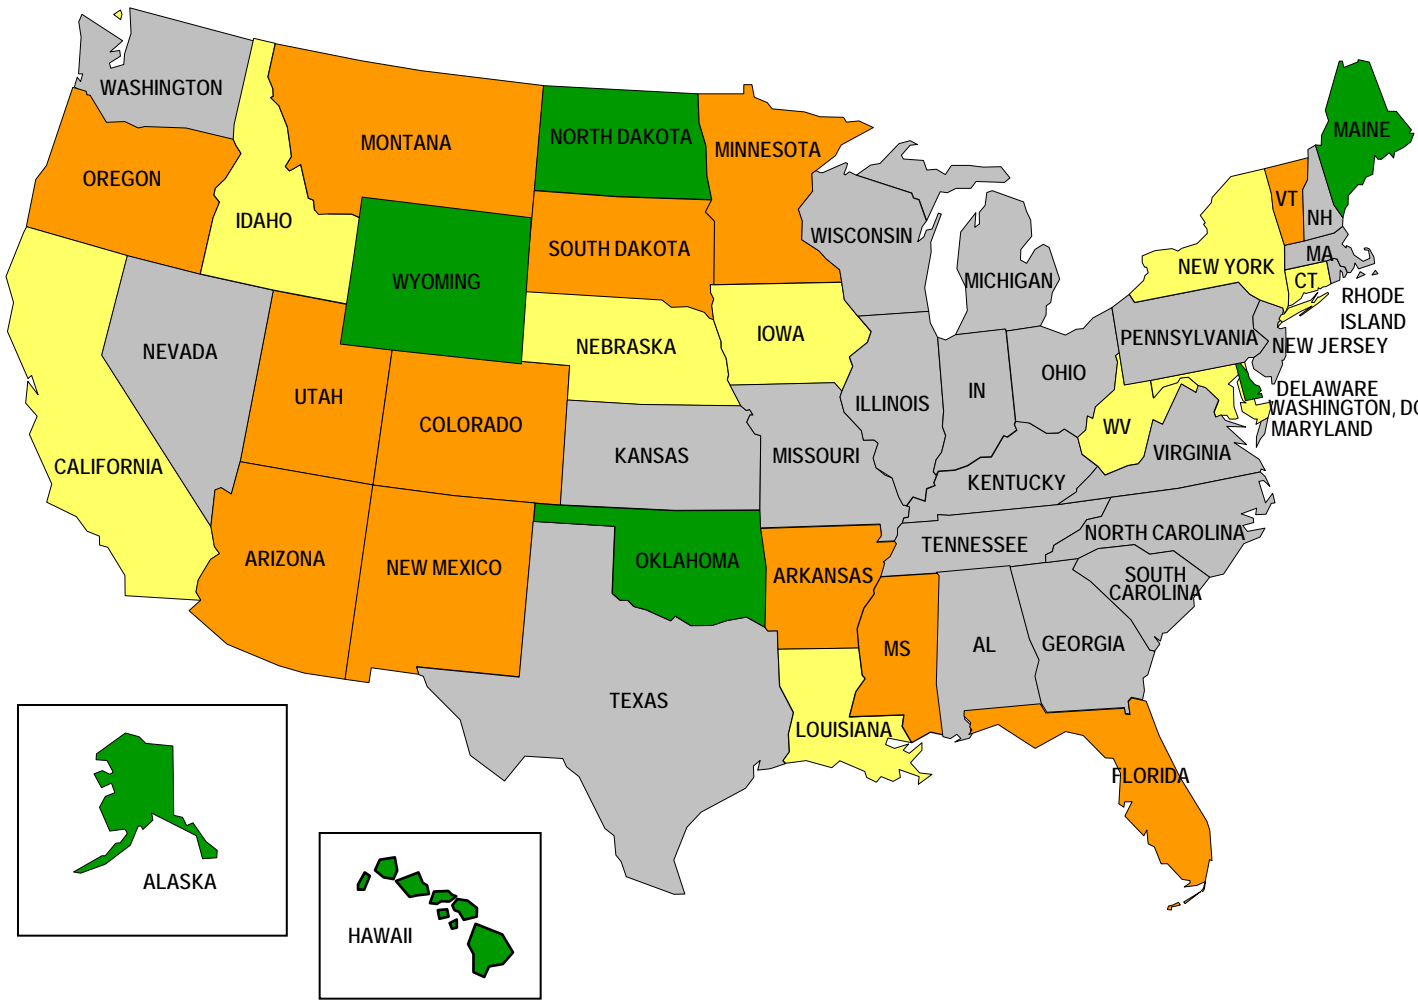 WASHINGTON
MONTANA
NORTH DAKOTA
MINNESOTA
MAINE
OREGON
IDAHO
SOUTH DAKOTA
WISCONSIN
VT
NH
MA
WYOMING
MICHIGAN
NEW YORK
CT
RHODE
ISLAND
NEVADA
NEBRASKA
IOWA
PENNSYLVANIA
NEW JERSEY
UTAH
COLORADO
ILLINOIS
IN
OHIO
DELAWARE
WASHINGTON, DC
MARYLAND
WV
CALIFORNIA
KANSAS
MISSOURI
VIRGINIA
KENTUCKY
ARIZONA
NEW MEXICO
OKLAHOMA
ARKANSAS
TENNESSEE
NORTH CAROLINA
SOUTH
CAROLINA
MS
AL
GEORGIA
TEXAS
LOUISIANA
FLORIDA
ALASKA
HAWAII